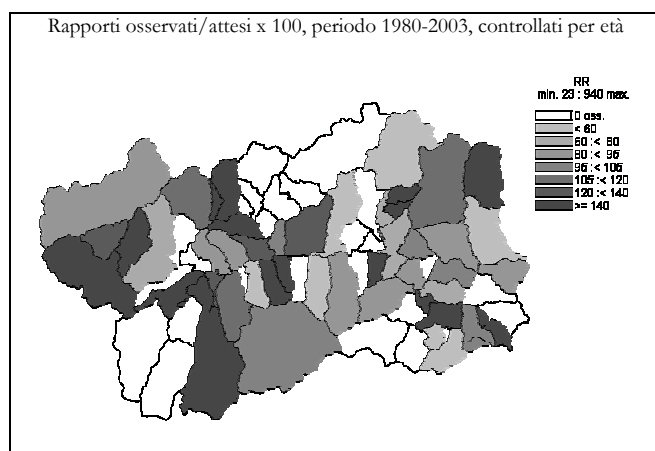 Rapporti osservati/attesi x 100, periodo 1980-2003, controllati per età
RR
min. 23 : 940 max.
0 oss.
< 60
60 :< 80
80 :< 95
95 :< 105
105 :< 120
120 :< 140
>= 140